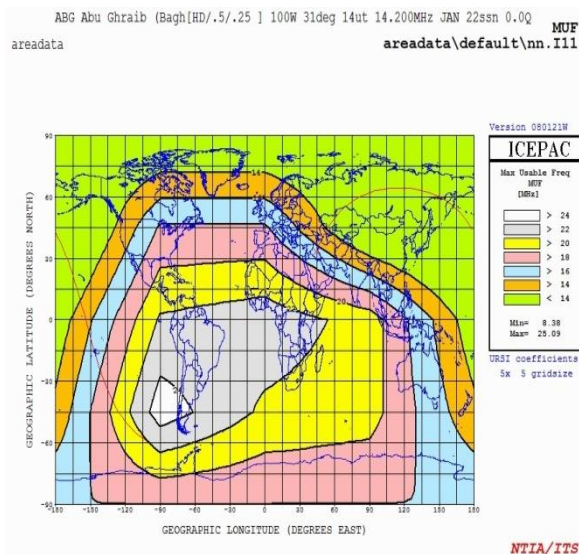 ABG Abu Ghraib (Bagh[HD/.5/.25 ] 100W 31deg 14ut 14.200MHz JAN 22ssn 0.0Q
MUF
areadata
areadata\default\nn.I11
Version 080121W
ICEPAC
Max Usable Freq
MUF
[MHz]
> 24
> 22
> 20
> 18
> 16
> 14
< 14
Min= 8.38
Max= 25.09
URSI coefficients
5x 5 gridsize
GEOGRAPHIC LATITUDE (DEGREES NORTH)
90
60
30
0
-30
-60
-90
20
-180 -150 -120 -90 -60 -30 0 30 60 90 120 150 180
GEOGRAPHIC LONGITUDE (DEGREES EAST)
NTIA/ITS